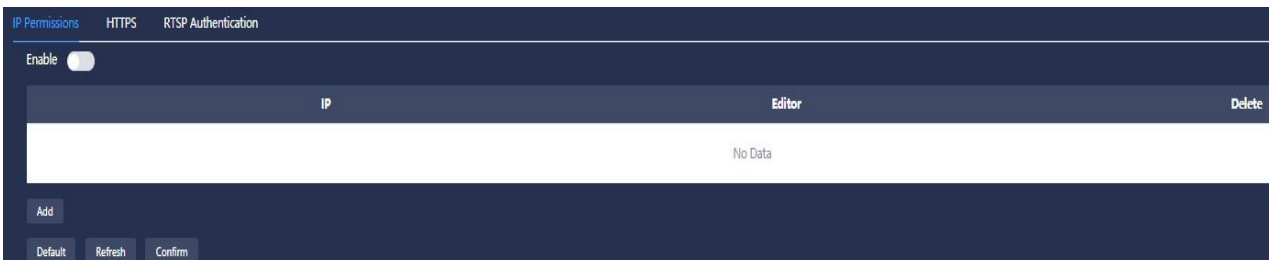 IP Permissions HTTPS RTSP Authentication
Enable
IP Editor Delete
No Data
Add
Default Refresh Confirm